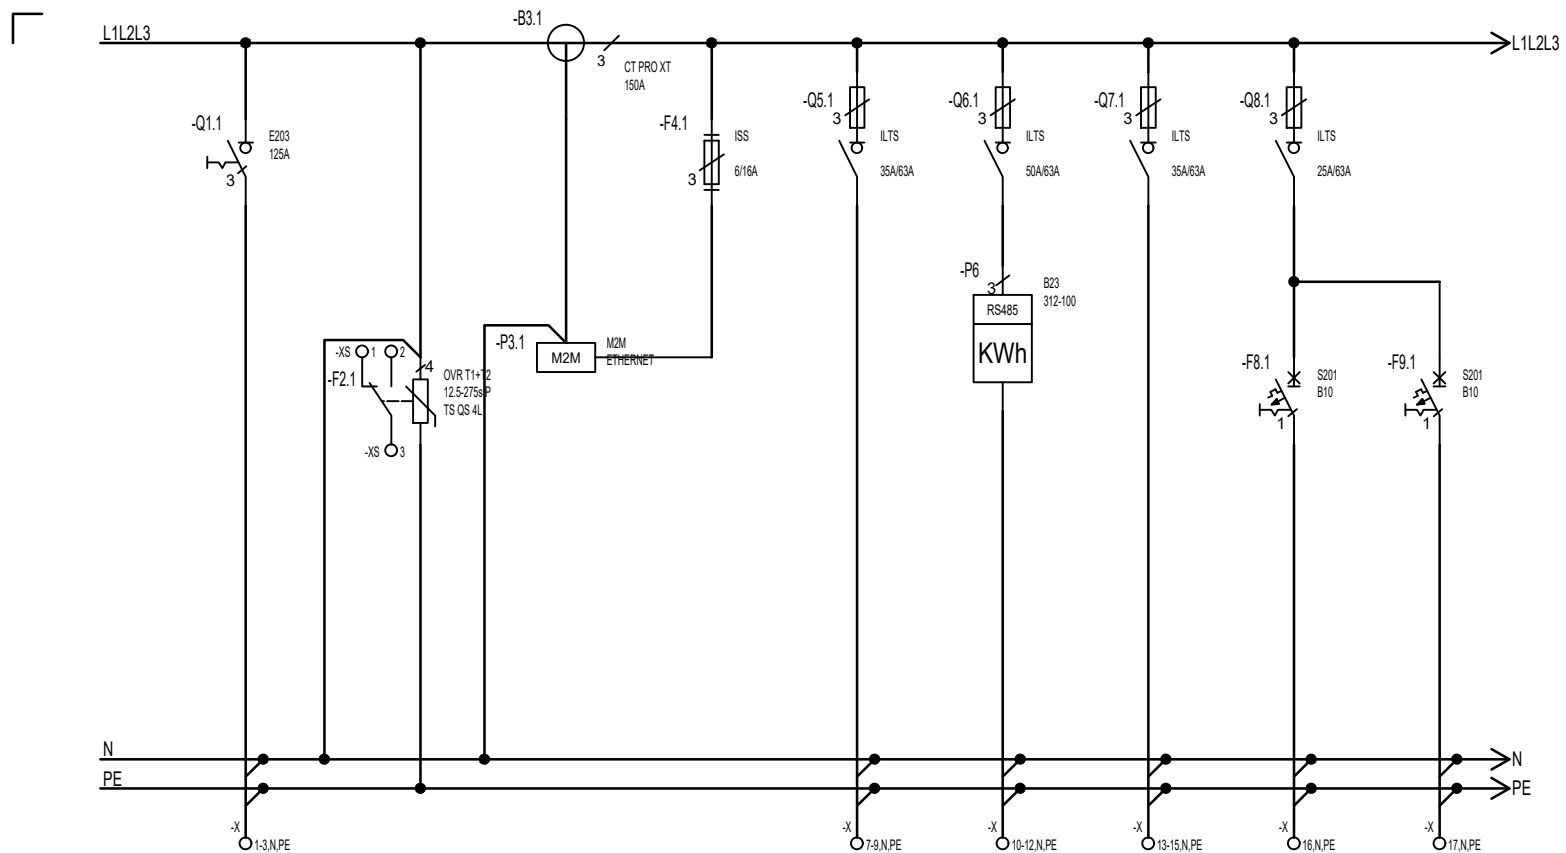 -B3.1
L1L2L3
L1L2L3
3
CT PRO XT
150A
-Q1.1
E203
125A
3
-F4.1
ISS
6/16A
3
-Q5.1
3
ILTS
35A/63A
-Q6.1
3
ILTS
50A/63A
-Q7.1
3
ILTS
35A/63A
-Q8.1
3
ILTS
25A/63A
-P6
3
B23
312-100
RS485
KWh
-P3.1
M2M
M2M
ETHERNET
-XS
1
2
-F2.1
4
OVR T1+T2
12.5-275s P
TS QS 4L
-XS
3
-F8.1
S201
B10
1
-F9.1
S201
B10
1
N
N
PE
PE
-X
1-3,N,PE
-X
7-9,N,PE
-X
10-12,N,PE
-X
13-15,N,PE
-X
16,N,PE
-X
17,N,PE